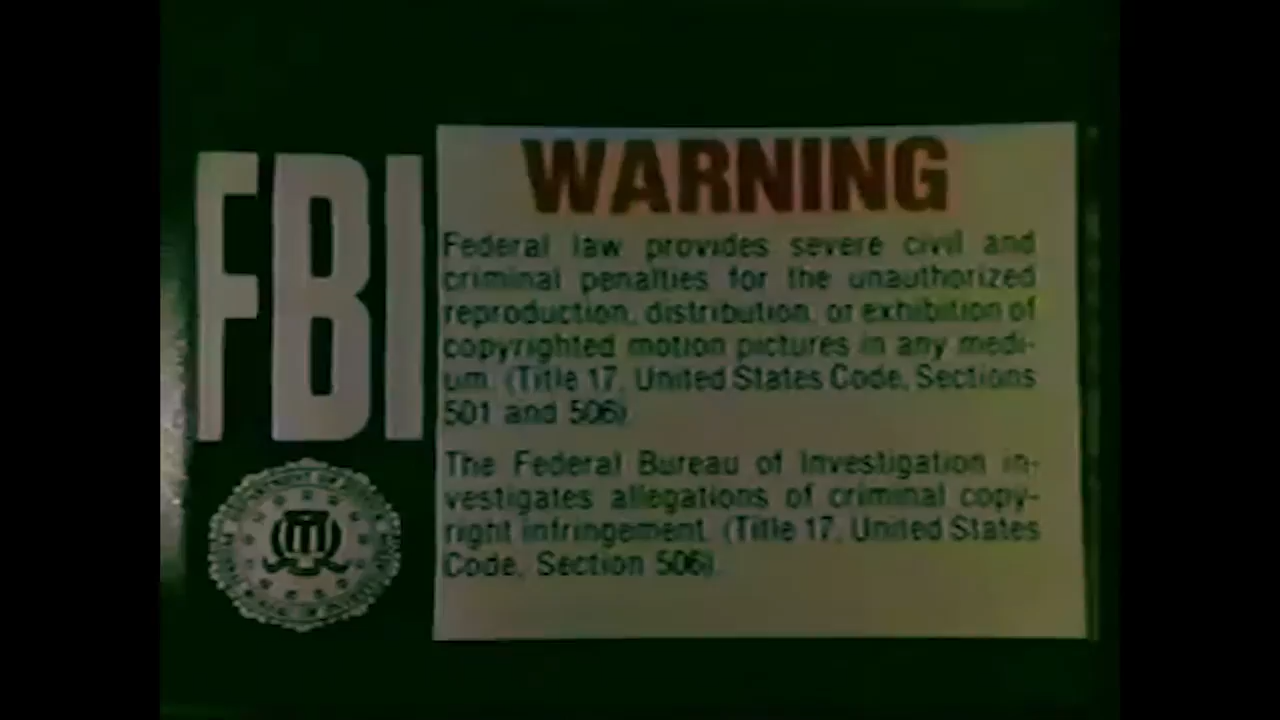 FBI
WARNING
Federal law provides severe civil and
criminal penalties for the unauthorized
reproduction, distribution, or exhibition of
copyrighted motion pictures in any medi-
um. (Title 17, United States Code, Sections
501 and 506).
The Federal Bureau of Investigation in-
vestigates allegations of criminal copy-
right infringement. (Title 17, United States
Code, Section 506).